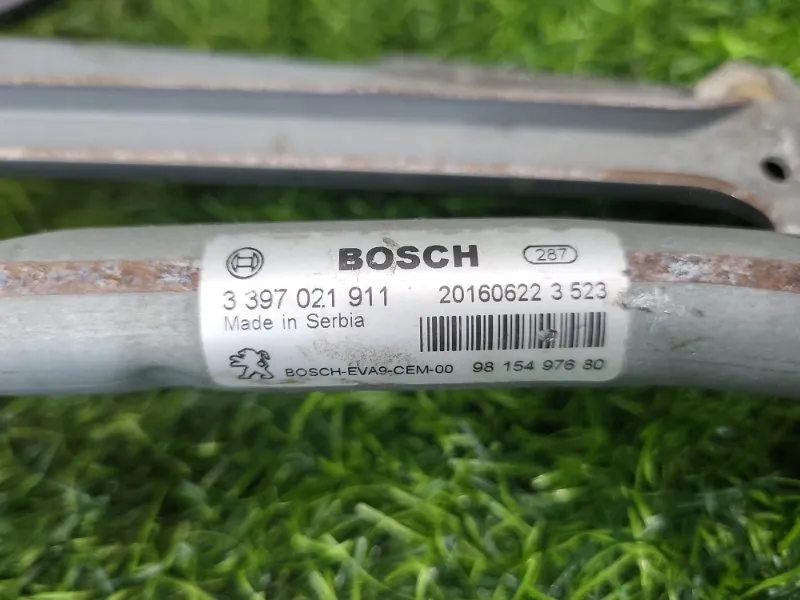 BOSCH 287
3 397 021 911 20160622 3 523
Made in Serbia
BOSCH-EVA9-CEM-00 98 154 976 80